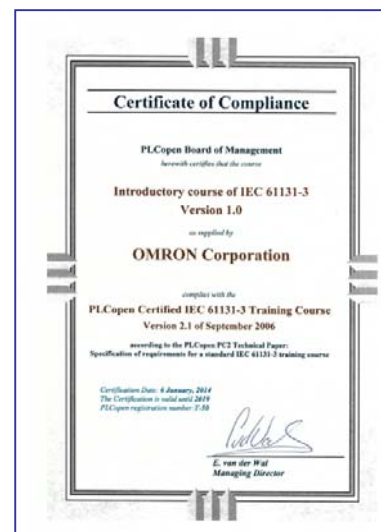 Certificate of Compliance
PLCopen Board of Management
herewith certifies that the course
Introductory course of IEC 61131-3
Version 1.0
as supplied by
OMRON Corporation
complies with the
PLCopen Certified IEC 61131-3 Training Course
Version 2.1 of September 2006
according to the PLCopen PC2 Technical Paper:
Specification of requirements for a standard IEC 61131-3 training course
Certification Date: 6 January, 2014
The Certification is valid until 2019
PLCopen registration number: T-50
E. van der Wal
Managing Director